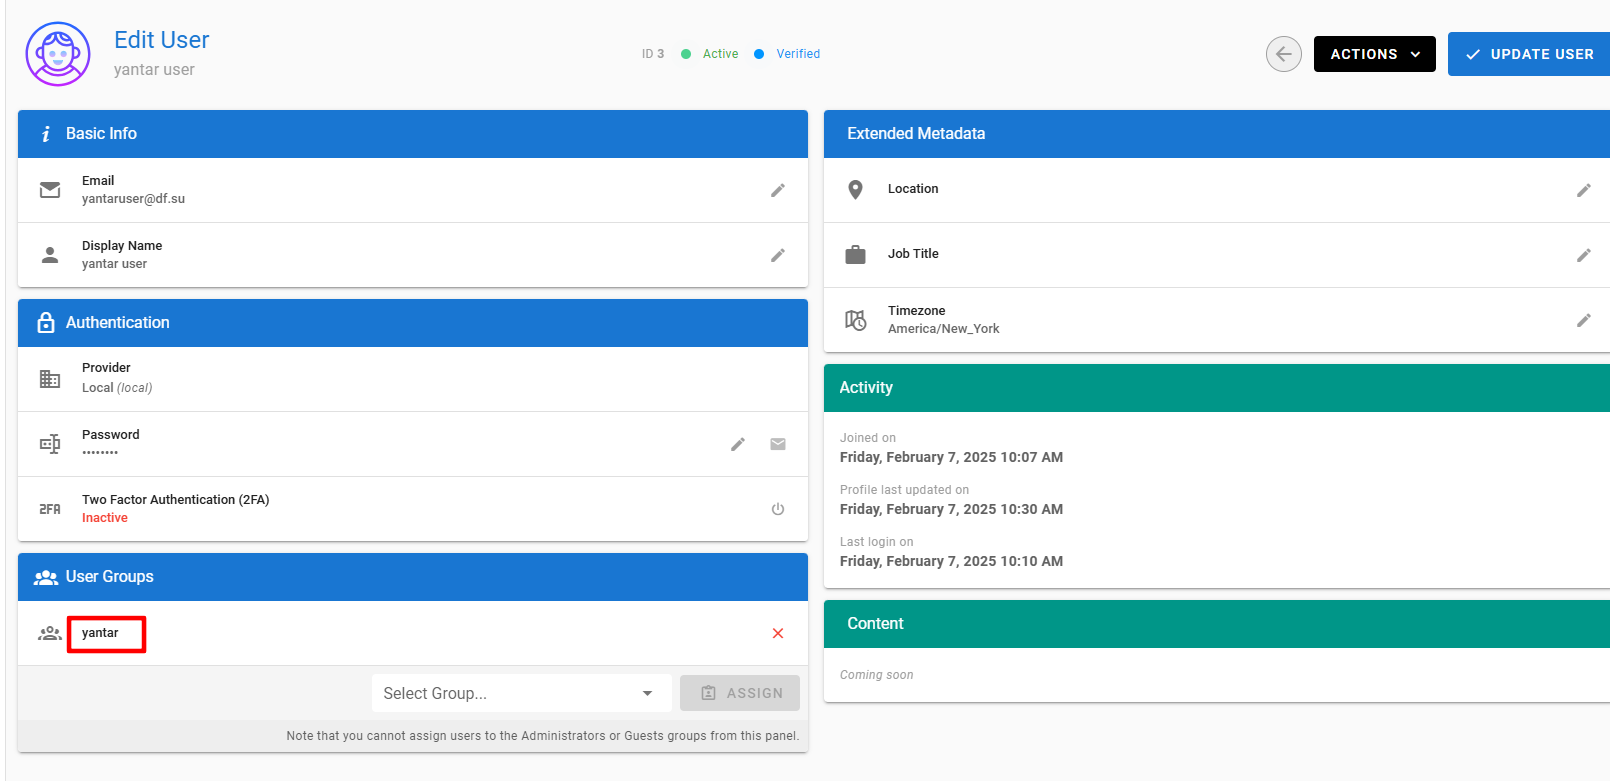 Edit User
yantar user
ID 3 Active Verified
ACTIONS
UPDATE USER
Basic Info
Email
yantaruser@df.su
Display Name
yantar user
Authentication
Provider
Local (local)
Password
••••••••
2FA
Two Factor Authentication (2FA)
Inactive
User Groups
yantar
Select Group...
ASSIGN
Note that you cannot assign users to the Administrators or Guests groups from this panel.
Extended Metadata
Location
Job Title
Timezone
America/New_York
Activity
Joined on
Friday, February 7, 2025 10:07 AM
Profile last updated on
Friday, February 7, 2025 10:30 AM
Last login on
Friday, February 7, 2025 10:10 AM
Content
Coming soon